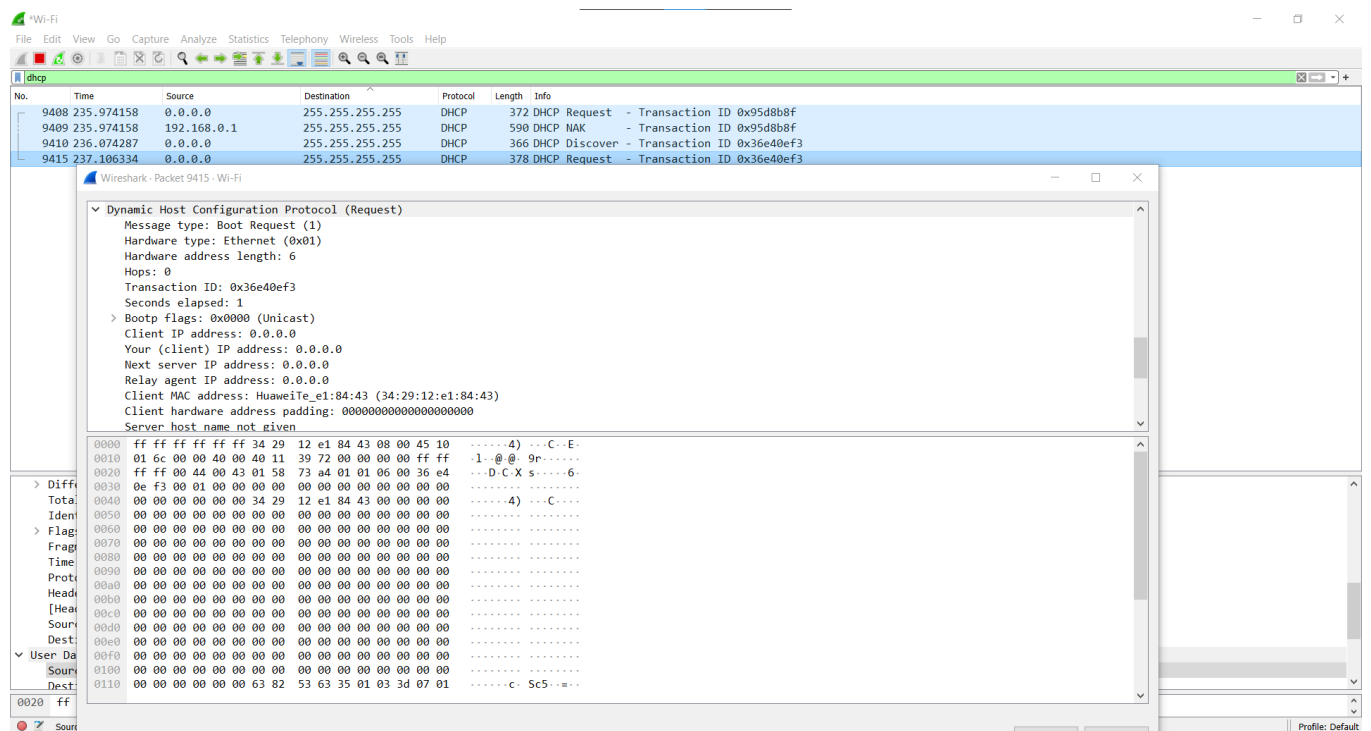 *Wi-Fi
File Edit View Go Capture Analyze Statistics Telephony Wireless Tools Help
dhcp
No. Time Source Destination Protocol Length Info
9408 235.974158 0.0.0.0 255.255.255.255 DHCP 372 DHCP Request - Transaction ID 0x95d8b8f
9409 235.974158 192.168.0.1 255.255.255.255 DHCP 590 DHCP NAK - Transaction ID 0x95d8b8f
9410 236.074287 0.0.0.0 255.255.255.255 DHCP 366 DHCP Discover - Transaction ID 0x36e40ef3
9415 237.106334 0.0.0.0 255.255.255.255 DHCP 378 DHCP Request - Transaction ID 0x36e40ef3
Wireshark · Packet 9415 · Wi-Fi
Dynamic Host Configuration Protocol (Request)
Message type: Boot Request (1)
Hardware type: Ethernet (0x01)
Hardware address length: 6
Hops: 0
Transaction ID: 0x36e40ef3
Seconds elapsed: 1
Bootp flags: 0x0000 (Unicast)
Client IP address: 0.0.0.0
Your (client) IP address: 0.0.0.0
Next server IP address: 0.0.0.0
Relay agent IP address: 0.0.0.0
Client MAC address: HuaweiTe_e1:84:43 (34:29:12:e1:84:43)
Client hardware address padding: 00000000000000000000
Server host name not given
0000 ff ff ff ff ff ff 34 29 12 e1 84 43 08 00 45 10 ······4) ···C··E·
0010 01 6c 00 00 40 00 40 11 39 72 00 00 00 00 ff ff ·l··@·@· 9r······
0020 ff ff 00 44 00 43 01 58 73 a4 01 01 06 00 36 e4 ···D·C·X s·····6·
0030 0e f3 00 01 00 00 00 00 00 00 00 00 00 00 00 00 ········ ········
0040 00 00 00 00 00 00 34 29 12 e1 84 43 00 00 00 00 ······4) ···C····
0050 00 00 00 00 00 00 00 00 00 00 00 00 00 00 00 00 ········ ········
0060 00 00 00 00 00 00 00 00 00 00 00 00 00 00 00 00 ········ ········
0070 00 00 00 00 00 00 00 00 00 00 00 00 00 00 00 00 ········ ········
0080 00 00 00 00 00 00 00 00 00 00 00 00 00 00 00 00 ········ ········
0090 00 00 00 00 00 00 00 00 00 00 00 00 00 00 00 00 ········ ········
00a0 00 00 00 00 00 00 00 00 00 00 00 00 00 00 00 00 ········ ········
00b0 00 00 00 00 00 00 00 00 00 00 00 00 00 00 00 00 ········ ········
00c0 00 00 00 00 00 00 00 00 00 00 00 00 00 00 00 00 ········ ········
00d0 00 00 00 00 00 00 00 00 00 00 00 00 00 00 00 00 ········ ········
00e0 00 00 00 00 00 00 00 00 00 00 00 00 00 00 00 00 ········ ········
00f0 00 00 00 00 00 00 00 00 00 00 00 00 00 00 00 00 ········ ········
0100 00 00 00 00 00 00 00 00 00 00 00 00 00 00 00 00 ········ ········
0110 00 00 00 00 00 00 63 82 53 63 35 01 03 3d 07 01 ······c· Sc5··=··
Diff
Tota
Iden
Flag
Frag
Time
Prot
Head
[Hea
Sour
Dest
User Da
Sour
Dest
0020 ff
Sour
Profile: Default